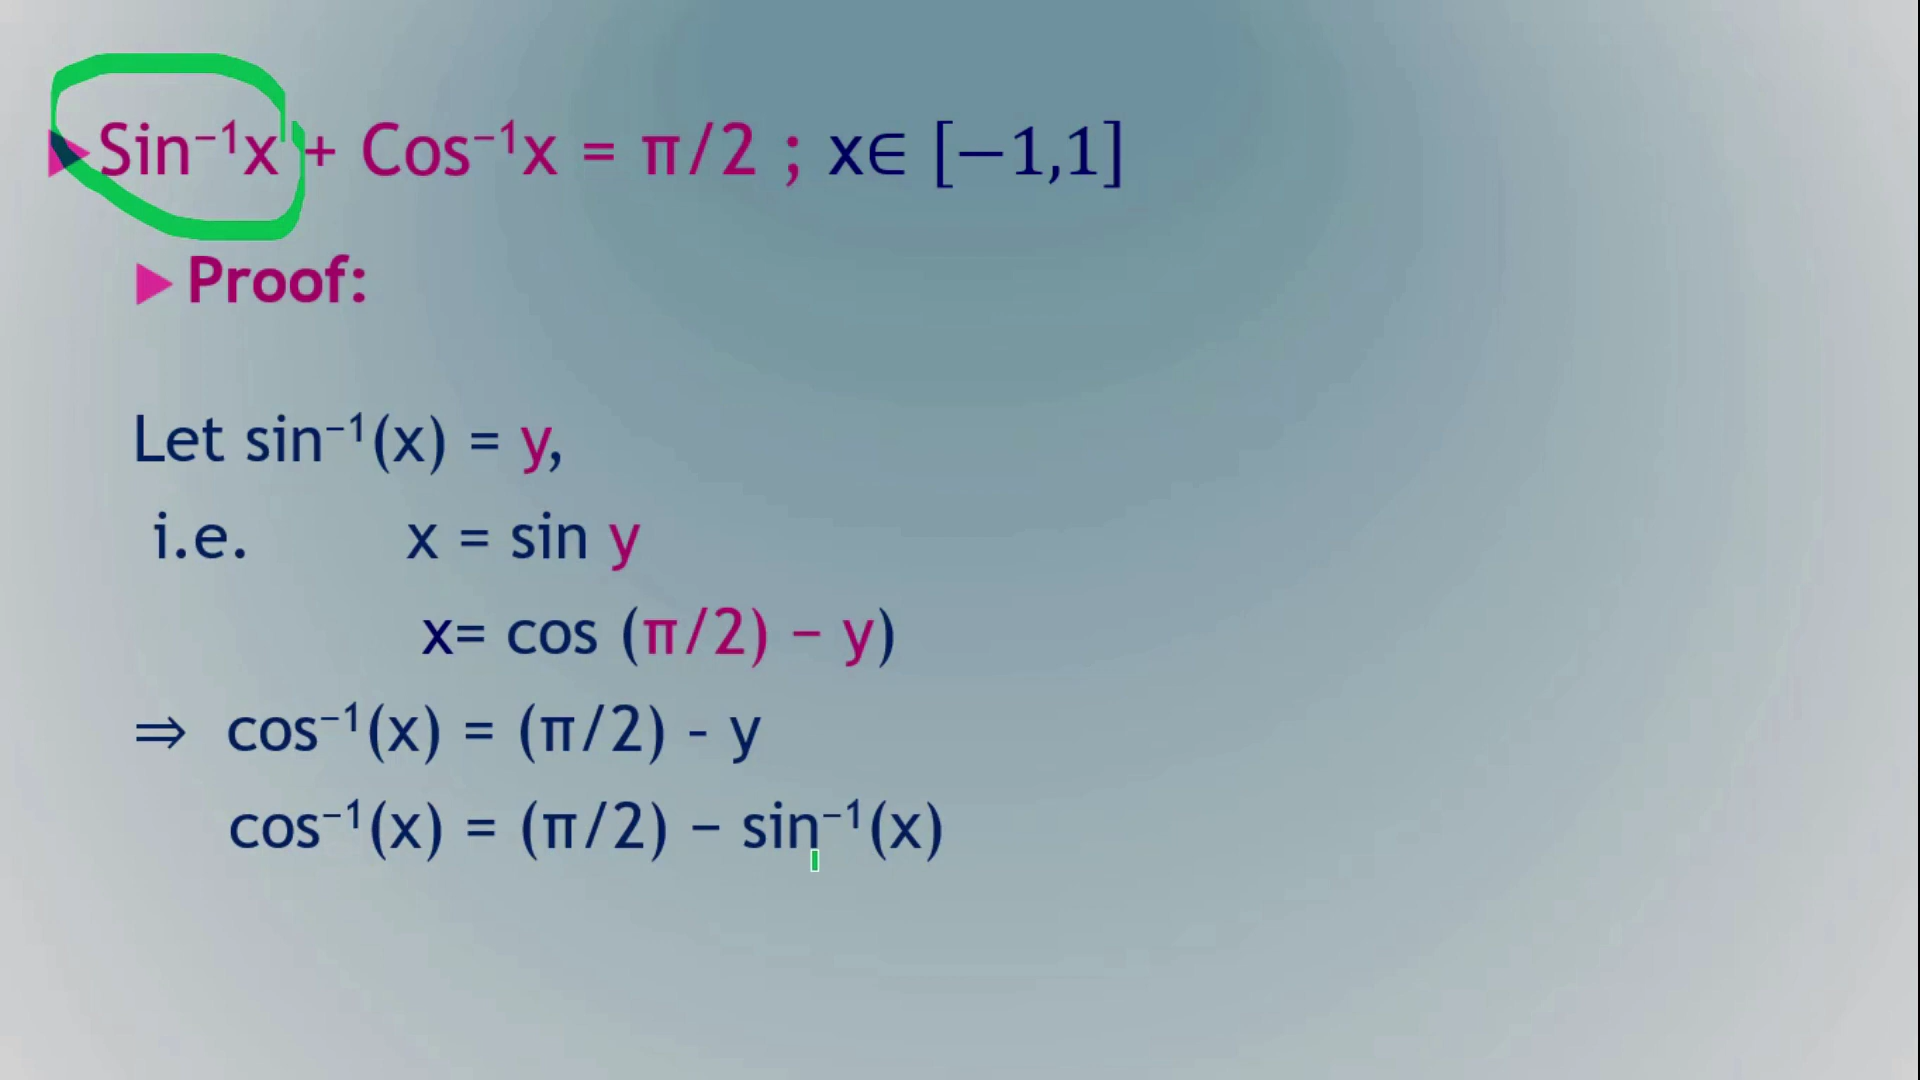 Sin⁻¹x + Cos⁻¹x = π/2 ; x∈ [−1,1]
Proof:
Let sin⁻¹(x) = y,
i.e. x = sin y
x= cos (π/2) − y)
⇒ cos⁻¹(x) = (π/2) - y
cos⁻¹(x) = (π/2) − sin⁻¹(x)